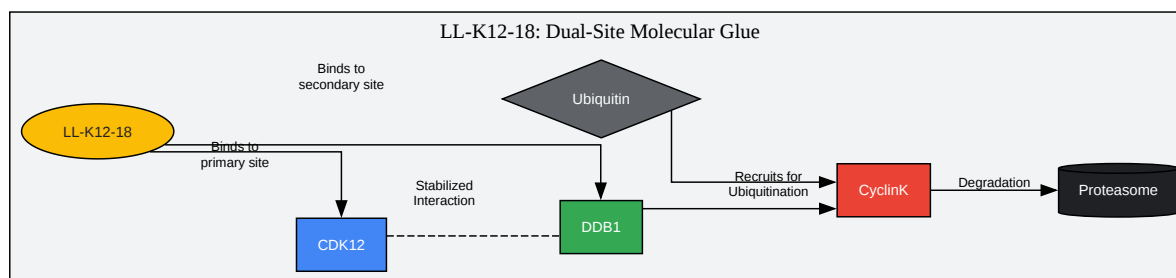 LL-K12-18: Dual-Site Molecular Glue
Binds to
secondary site
Ubiquitin
LL-K12-18
Binds to
primary site
Stabilized
Interaction
Recruits for
Ubiquitination
CyclinK
Degradation
Proteasome
CDK12
DDB1